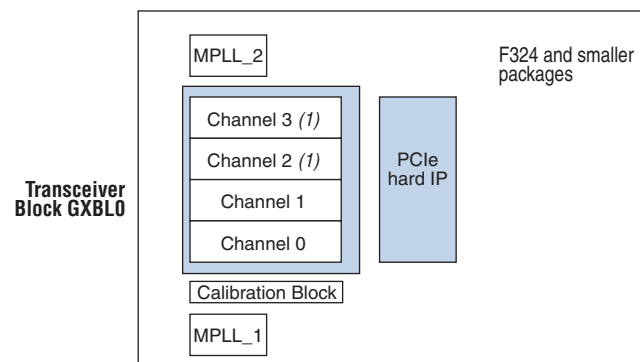 MPLL_2
F324 and smaller
packages
Channel 3 (1)
Channel 2 (1)
Channel 1
Channel 0
PCIe
hard IP
Transceiver
Block GXBL0
Calibration Block
MPLL_1